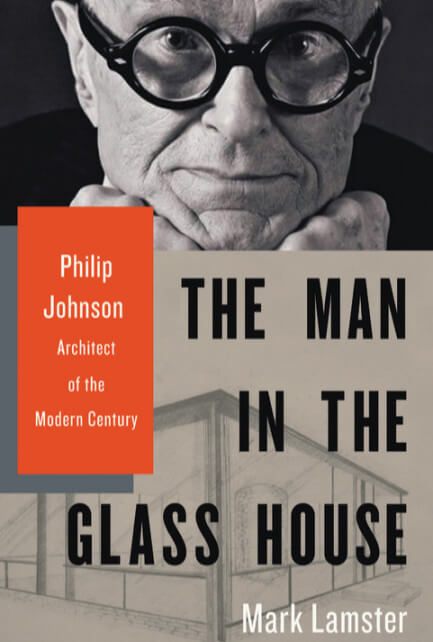 Philip
Johnson
Architect
of the
Modern Century
THE MAN
IN THE
GLASS HOUSE
Mark Lamster